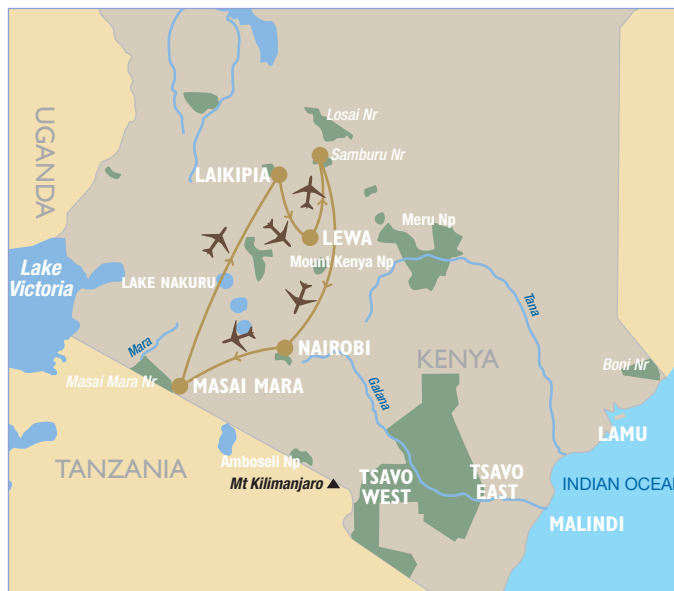 Losai Nr
UGANDA
Samburu Nr
LAIKIPIA
Meru Np
LEWA
Mount Kenya Np
Lake
Victoria
LAKE NAKURU
Tana
Mara
NAIROBI
KENYA
Boni Nr
Masai Mara Nr
MASAI MARA
Galana
LAMU
TANZANIA
Amboseli Np
Mt Kilimanjaro
TSAVO
WEST
TSAVO
EAST
INDIAN OCEA
MALINDI